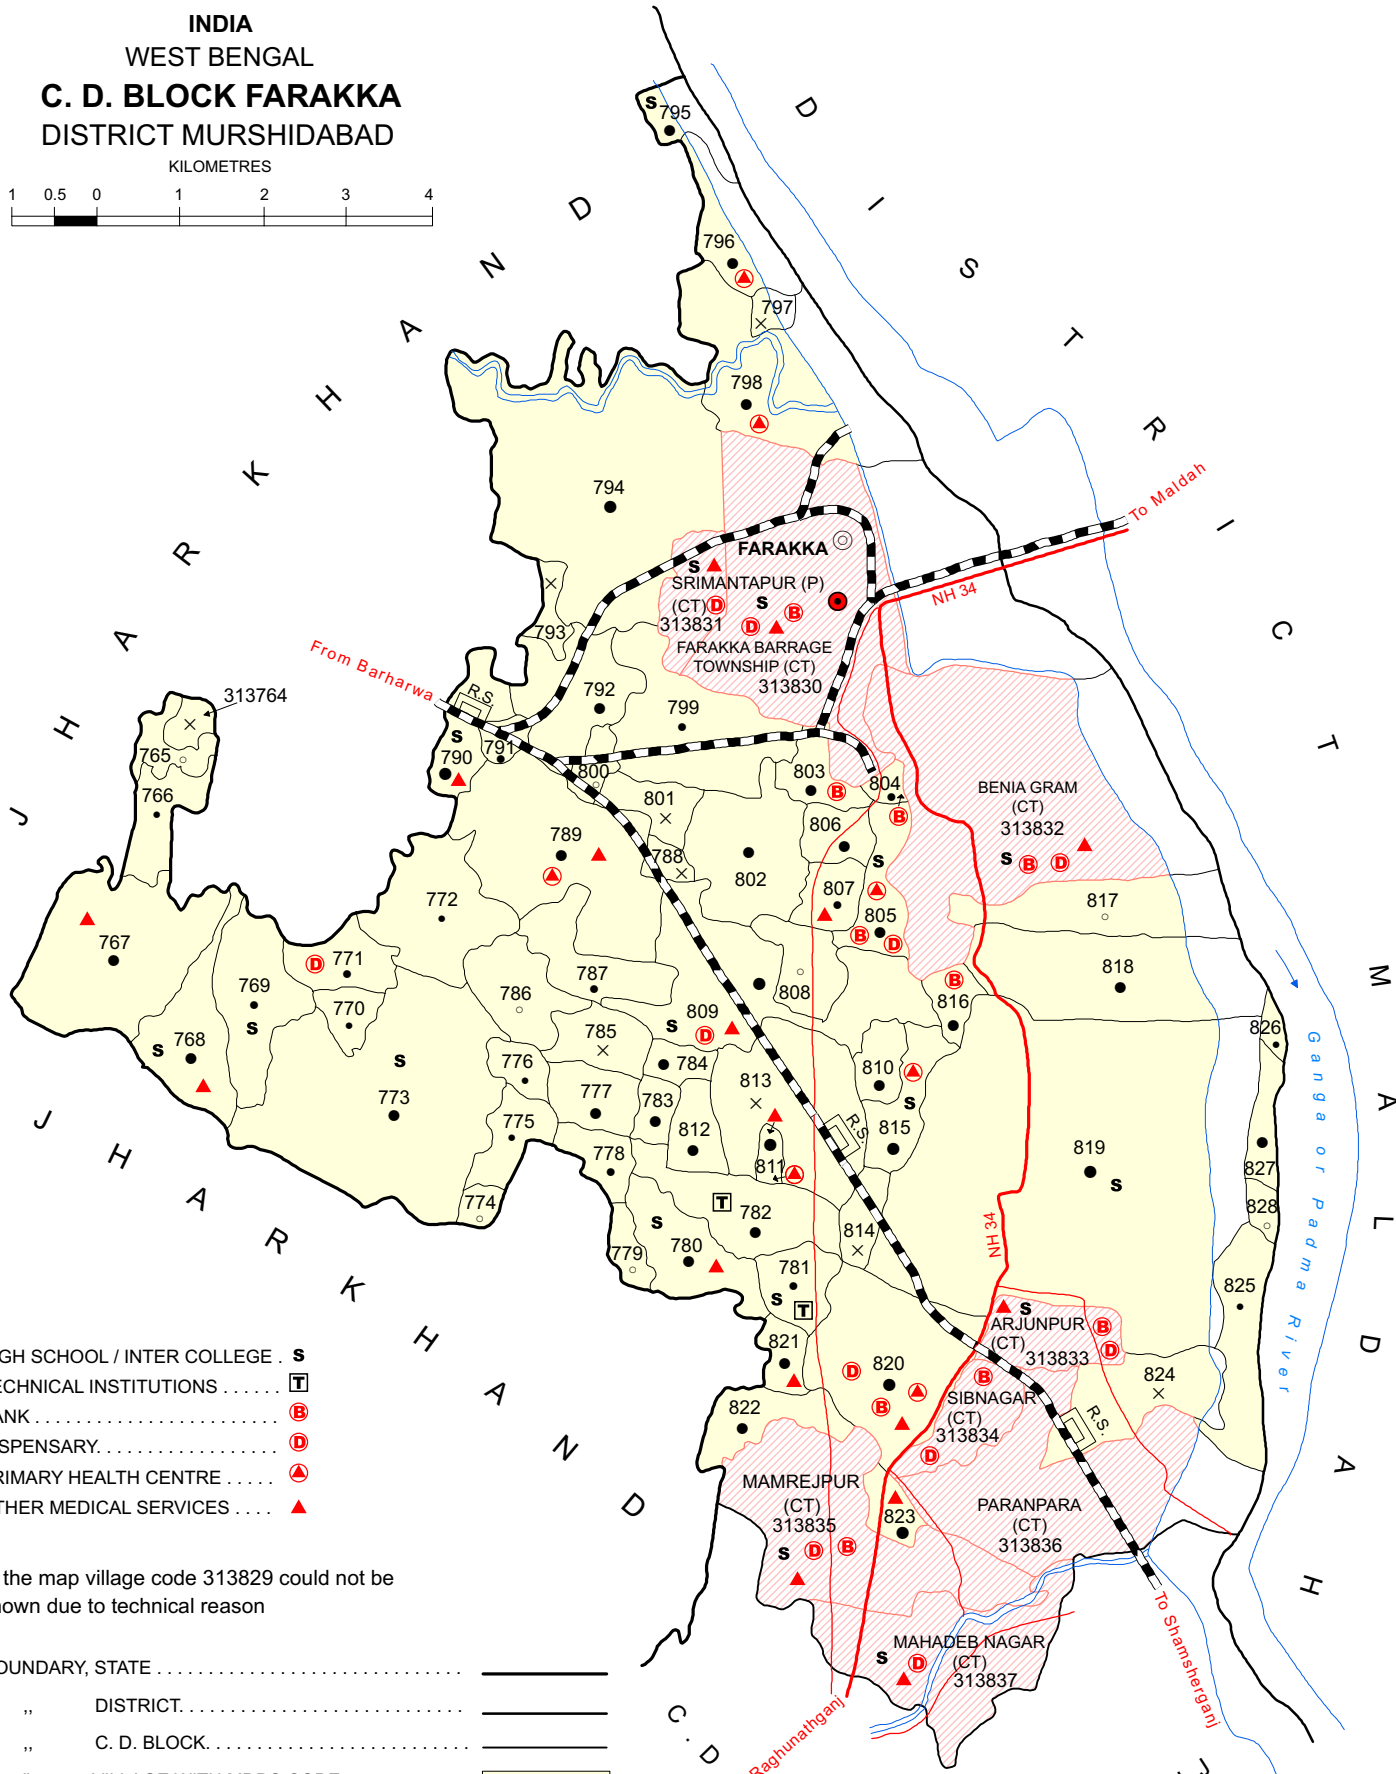 INDIA
WEST BENGAL
C. D. BLOCK FARAKKA
DISTRICT MURSHIDABAD
KILOMETRES
1 0.5 0 1 2 3 4
J H A R K H A N D
D I S T R I C T
M A L D A H
795
796
797
798
794
793
FARAKKA
S
SRIMANTAPUR (P)
(CT) D S B
313831 D
FARAKKA BARRAGE
TOWNSHIP (CT)
313830
To Maldah
NH 34
From Barharwa
R.S.
792
799
313764
765
766
790
791
800
801
803
804
BENIA GRAM
(CT)
313832
S B D
789
788
802
806
807
805
817
772
767
771
769
770
787
786
808
818
816
809
785
768
784
776
813
810
773
777
783
775
812
815
R.S.
819
826
827
828
778
811
774
782
814
779
780
781
825
NH 34
Ganga or Padma River
J H A R K H A N D
821
820
822
ARJUNPUR
(CT)
313833
824
SIBNAGAR
(CT)
313834
R.S.
MAMREJPUR
(CT)
313835
823
PARANPARA
(CT)
313836
MAHADEB NAGAR
(CT)
313837
To Shamsherganj
Raghunathganj
C. D
J
GH SCHOOL / INTER COLLEGE . S
ECHNICAL INSTITUTIONS . . . . . . T
ANK . . . . . . . . . . . . . . . . . . . . . . . . B
SPENSARY. . . . . . . . . . . . . . . . . . D
RIMARY HEALTH CENTRE . . . . .
THER MEDICAL SERVICES . . . .
the map village code 313829 could not be
nown due to technical reason
OUNDARY, STATE . . . . . . . . . . . . . . . . . . . . . . . . . . . . .
,, DISTRICT. . . . . . . . . . . . . . . . . . . . . . . . . . .
,, C. D. BLOCK. . . . . . . . . . . . . . . . . . . . . . . . .